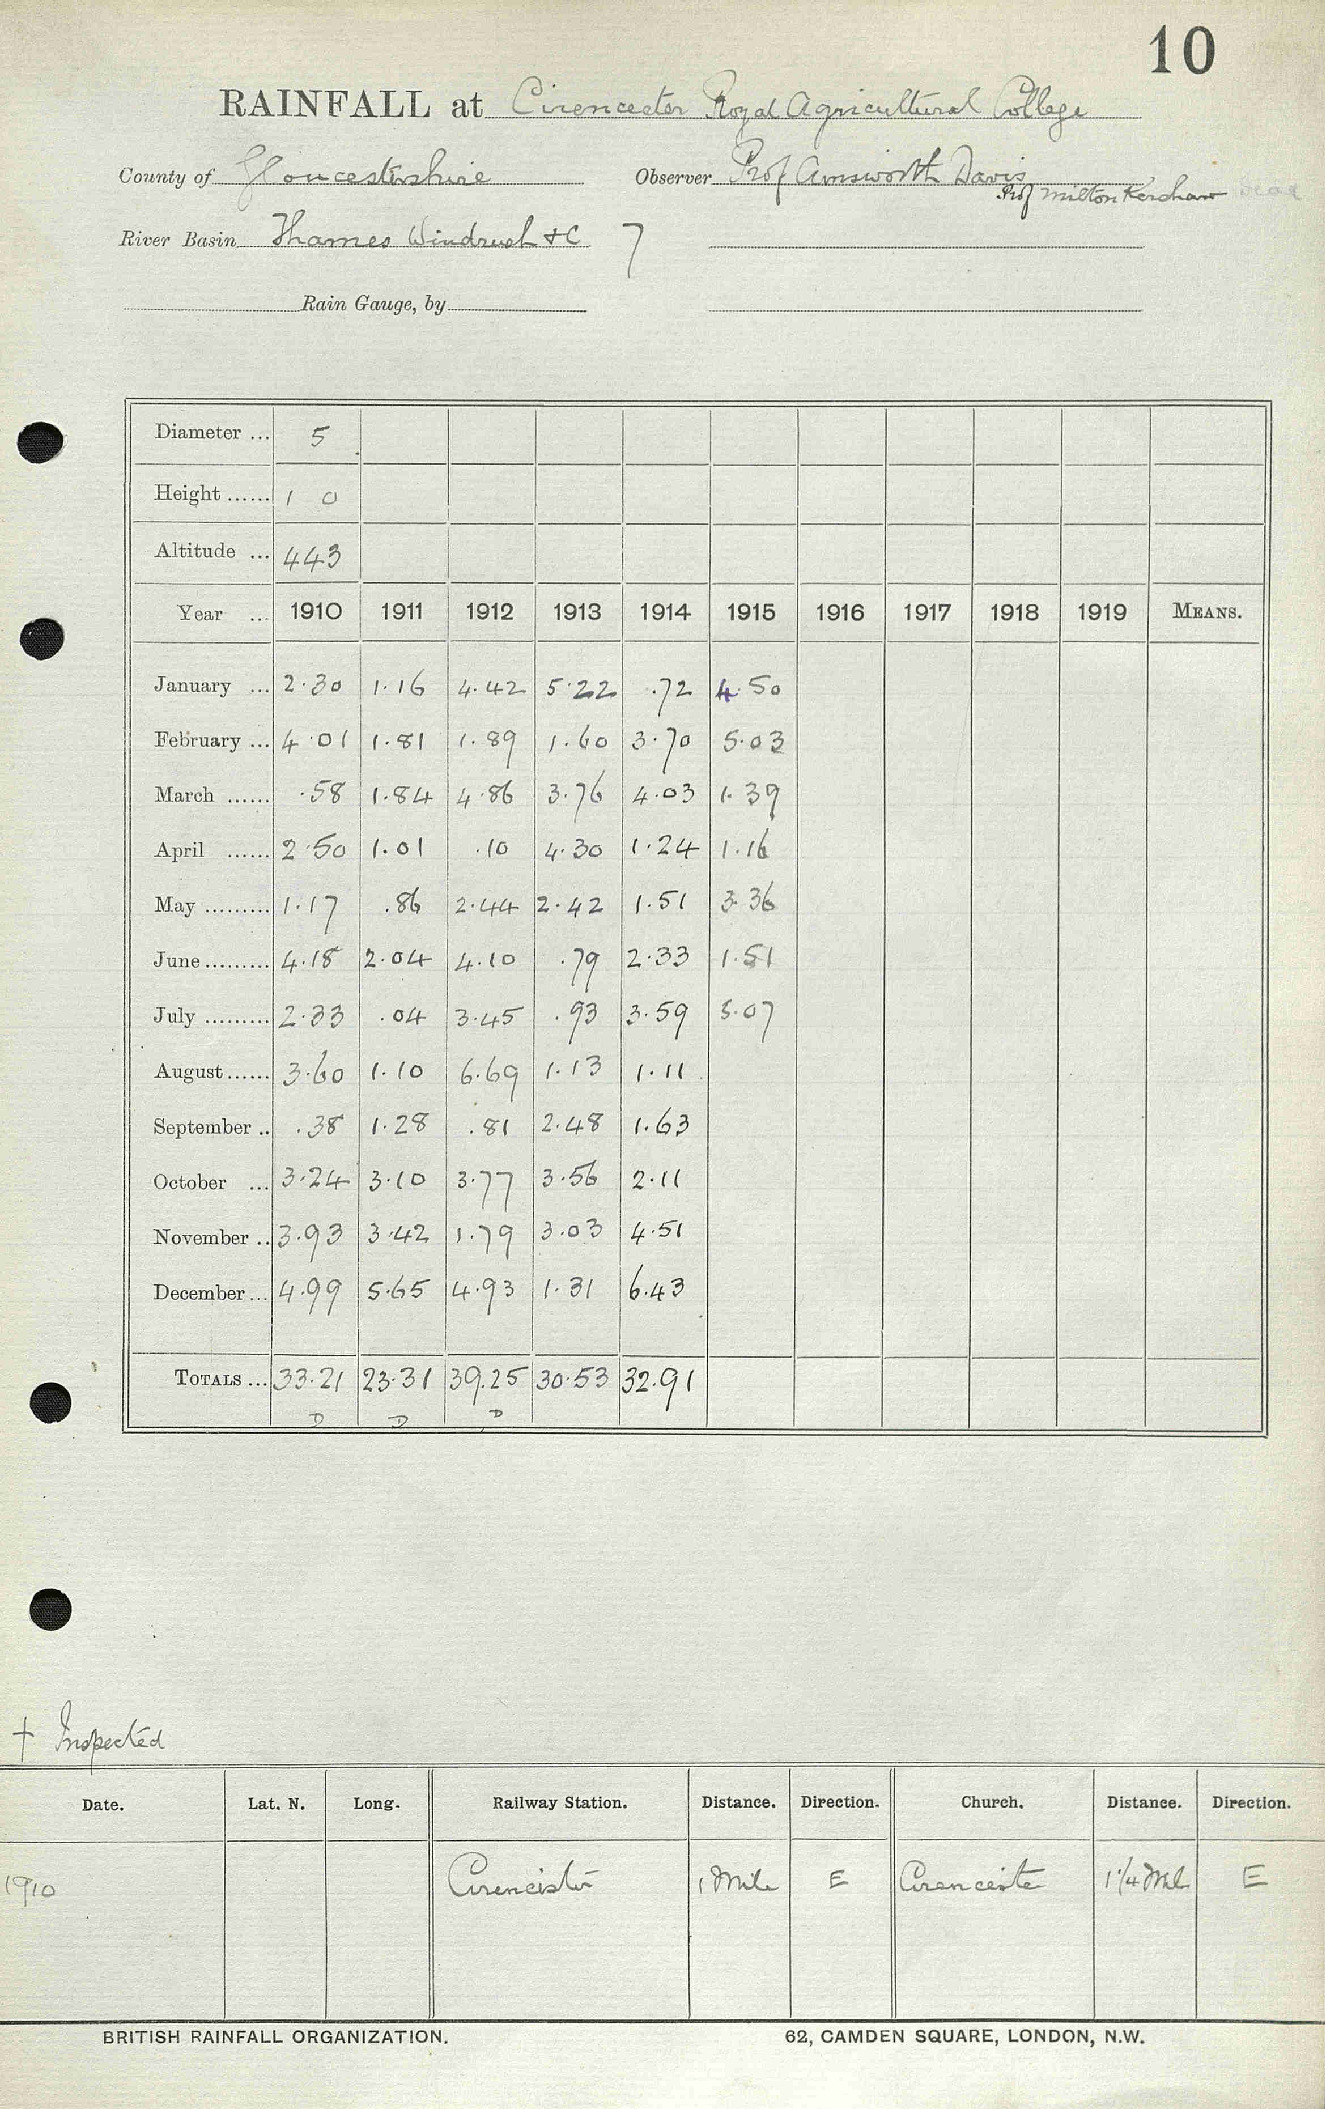 10
RAINFALL at Cirencester Royal Agricultural College
County of Gloucestershire Observer Prof Ainsworth Davis
Prof Milton Kershaw
River Basin Thames Windrush &c 7
Rain Gauge, by
Diameter ... 5
Height ...... 1 0
Altitude ... 443
Year ... 1910 1911 1912 1913 1914 1915 1916 1917 1918 1919 MEANS.
January ... 2.30 1.16 4.42 5.22 .72 4.50
February ... 4.01 1.81 1.89 1.60 3.70 5.03
March ...... .58 1.84 4.86 3.76 4.03 1.39
April ...... 2.50 1.01 .10 4.30 1.24 1.16
May ......... 1.17 .86 2.44 2.42 1.51 3.36
June ......... 4.18 2.04 4.10 .79 2.33 1.51
July ......... 2.33 .04 3.45 .93 3.59 5.07
August ...... 3.60 1.10 6.69 1.13 1.11
September .. .38 1.28 .81 2.48 1.63
October ... 3.24 3.10 3.77 3.56 2.11
November .. 3.93 3.42 1.79 3.03 4.51
December ... 4.99 5.65 4.93 1.31 6.43
TOTALS ... 33.21 23.31 39.25 30.53 32.91
D D D
† Inspected
Date. Lat. N. Long. Railway Station. Distance. Direction. Church. Distance. Direction.
1910 Cirencester 1 Mile E Cirencester 1 1/4 Ml E
BRITISH RAINFALL ORGANIZATION. 62, CAMDEN SQUARE, LONDON, N.W.